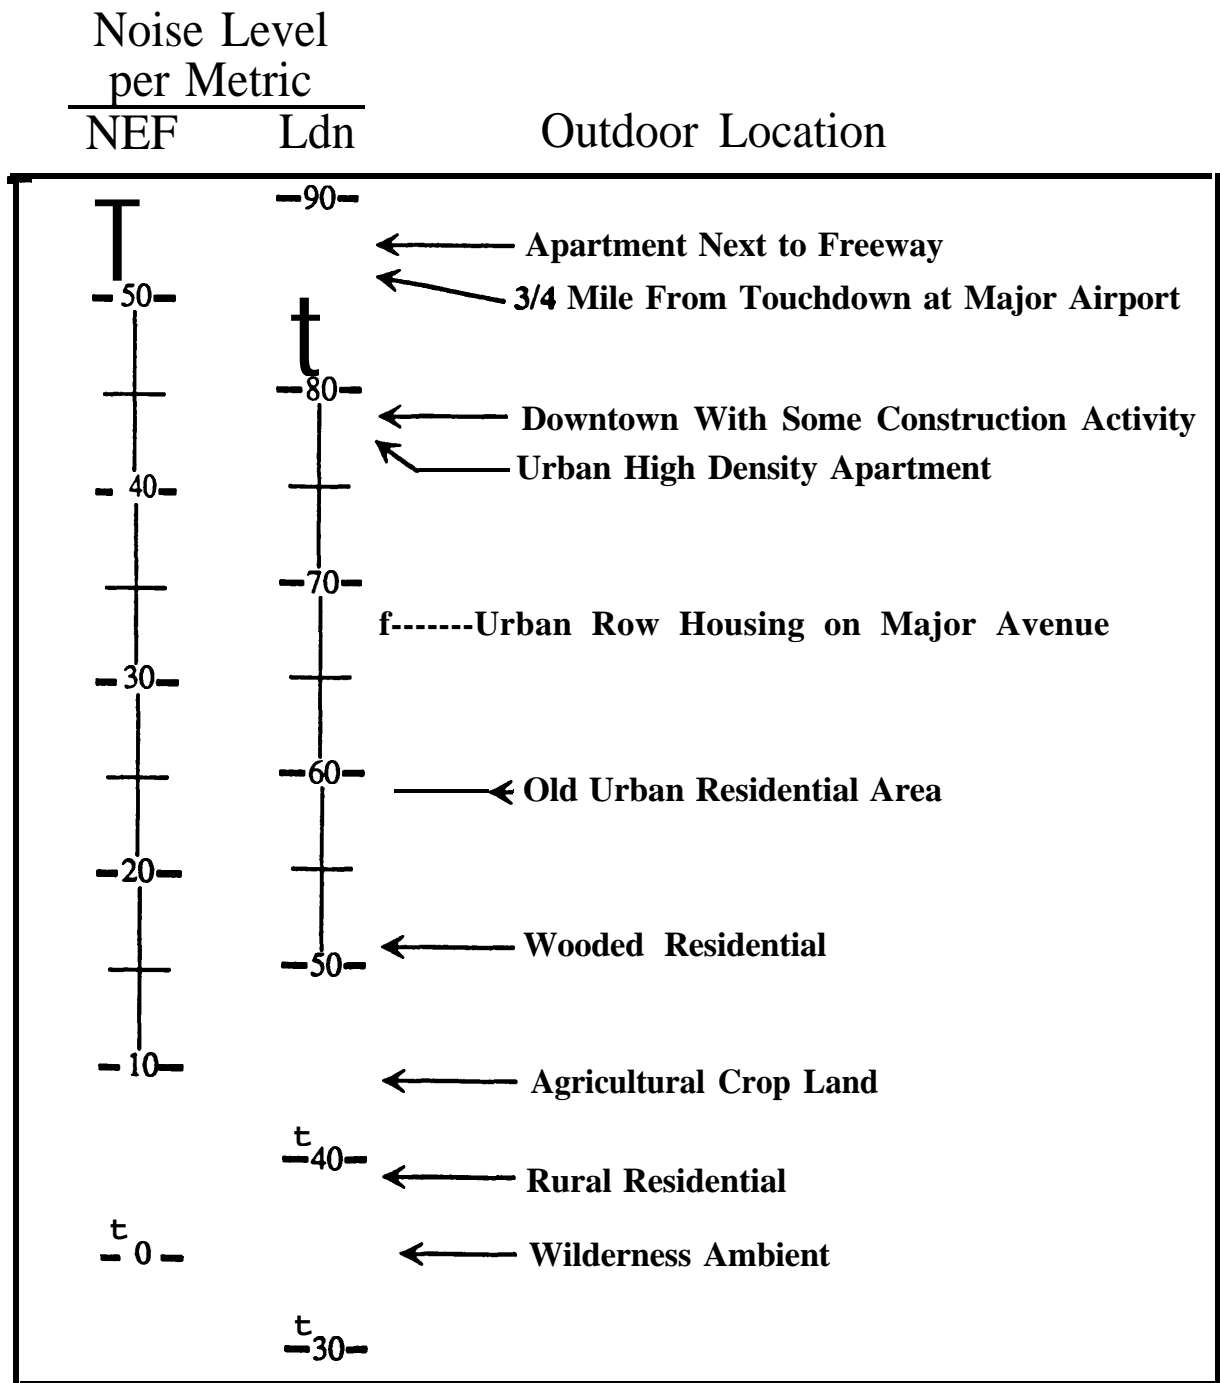 Noise Level
per Metric
NEF Ldn Outdoor Location
T -90-
Apartment Next to Freeway
-50- 3/4 Mile From Touchdown at Major Airport
t
-80-
Downtown With Some Construction Activity
Urban High Density Apartment
- 40-
-70-
f-------Urban Row Housing on Major Avenue
-30-
-60-
Old Urban Residential Area
-20-
Wooded Residential
-50-
-10-
Agricultural Crop Land
t
-40-
Rural Residential
t
- 0 - Wilderness Ambient
t
-30-